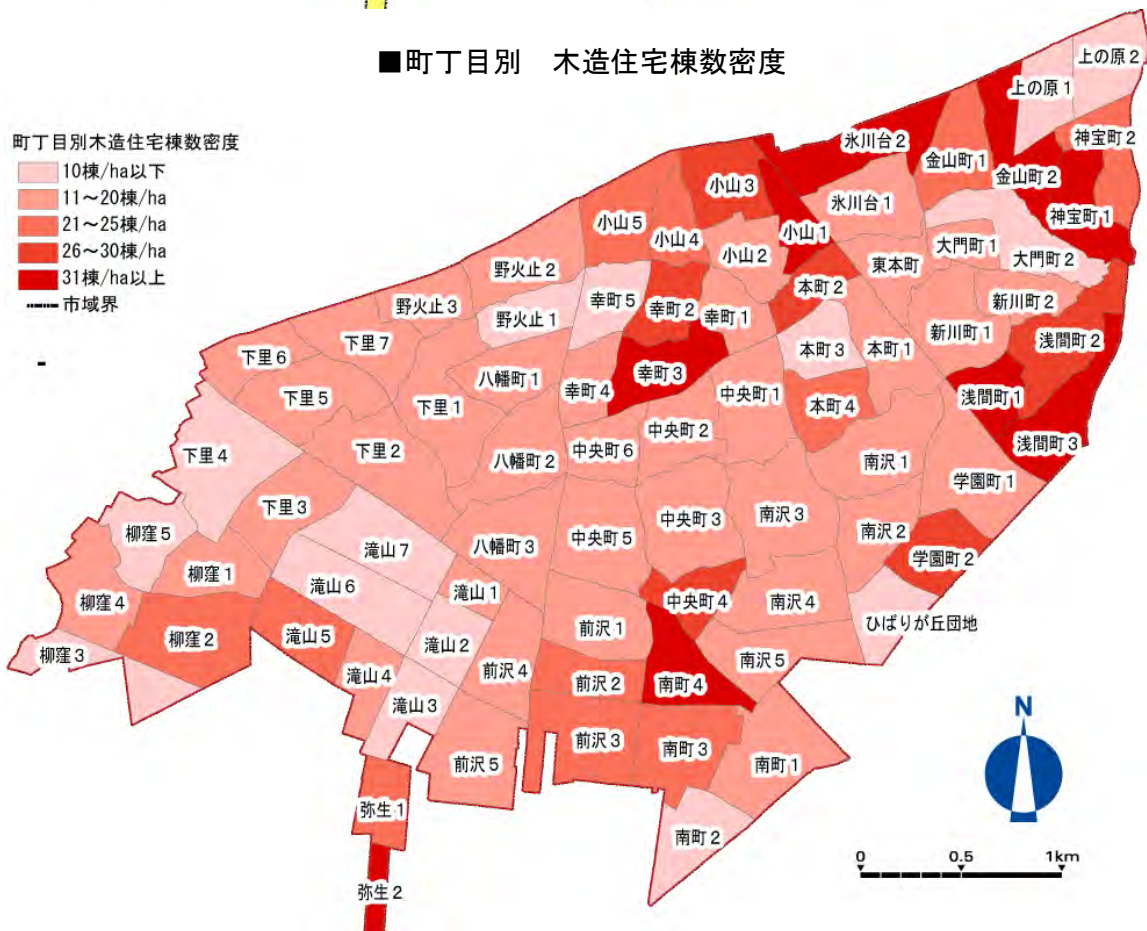 ■町丁目別　木造住宅棟数密度
町丁目別木造住宅棟数密度
10棟/ha以下
11～20棟/ha
21～25棟/ha
26～30棟/ha
31棟/ha以上
市域界
上の原2
上の原1
神宝町2
氷川台2
金山町1
金山町2
小山3
氷川台1
神宝町1
小山5
小山4
小山1
小山2
大門町1
大門町2
東本町
野火止2
本町2
幸町5
新川町2
野火止3
野火止1
幸町2
幸町1
新川町1
浅間町2
下里7
下里6
本町3
本町1
八幡町1
幸町3
幸町4
中央町1
浅間町1
下里5
下里1
本町4
中央町2
浅間町3
下里2
中央町6
下里4
八幡町2
南沢1
学園町1
下里3
中央町3
南沢3
柳窪5
南沢2
中央町5
八幡町3
滝山7
学園町2
柳窪1
滝山6
滝山1
柳窪4
中央町4
南沢4
ひばりが丘団地
前沢1
柳窪2
滝山5
滝山2
柳窪3
南沢5
前沢4
滝山4
前沢2
南町4
滝山3
前沢3
南町3
前沢5
南町1
弥生1
南町2
弥生2
N
0 0.5 1km